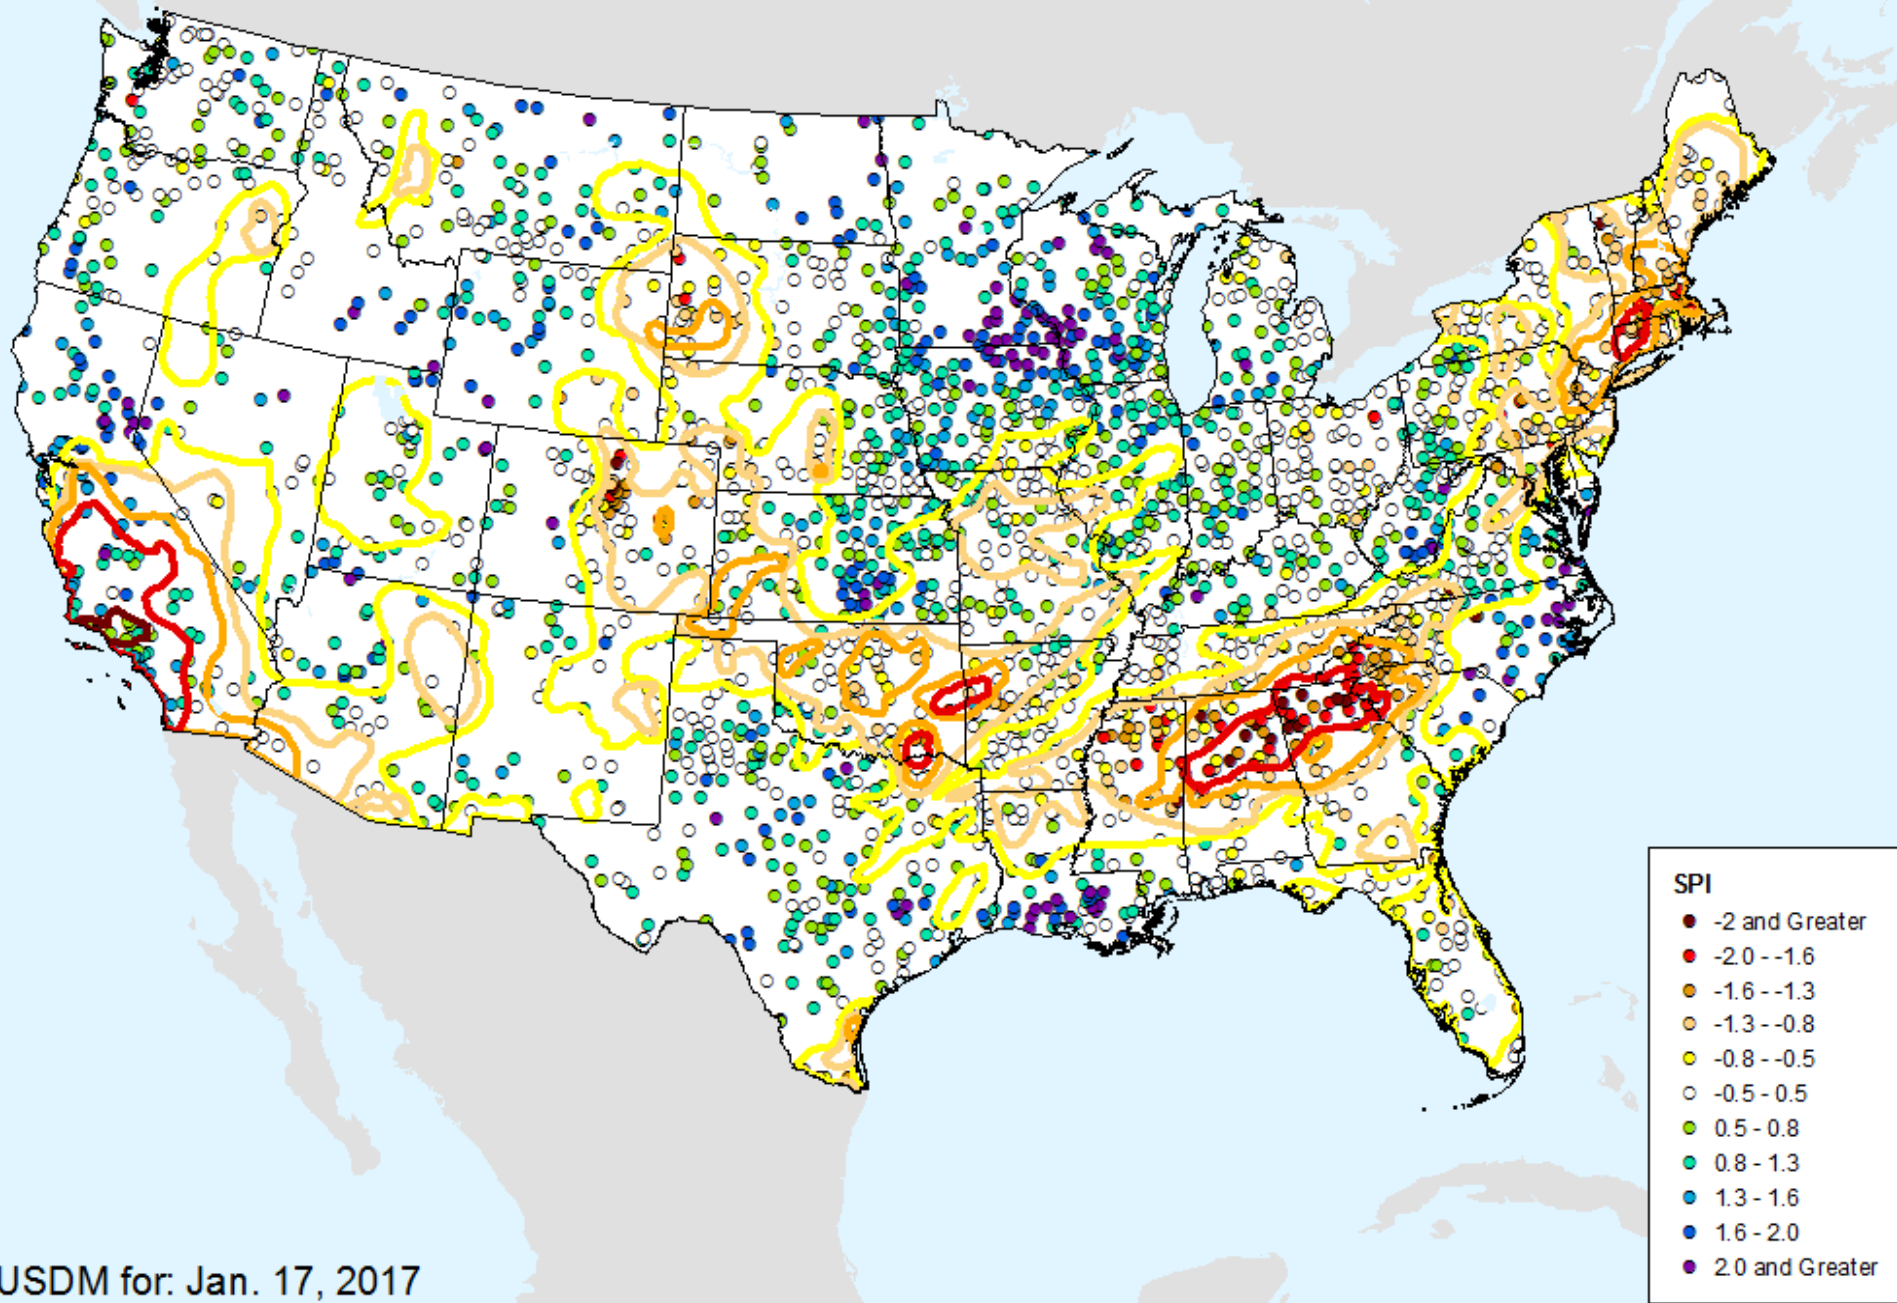 SPI
-2 and Greater
-2.0 - -1.6
-1.6 - -1.3
-1.3 - -0.8
-0.8 - -0.5
-0.5 - 0.5
0.5 - 0.8
0.8 - 1.3
1.3 - 1.6
1.6 - 2.0
2.0 and Greater
USDM for: Jan. 17, 2017